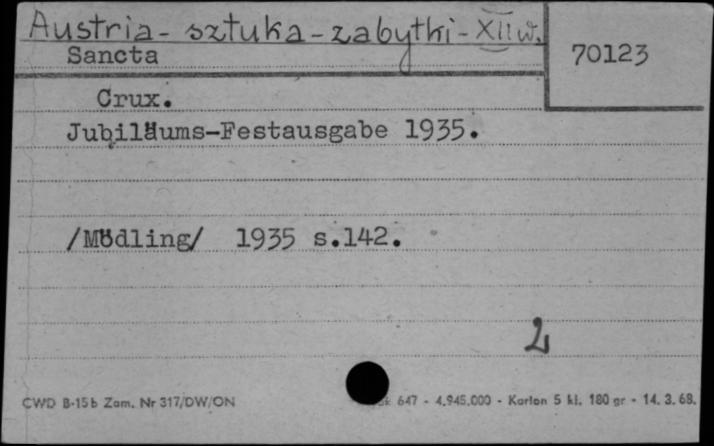 Austria - sztuka - zabytki - XII w.
Sancta
70123
Crux.
Jubiläums-Festausgabe 1935.
/Mödling/ 1935 s.142.
2
CWD B-15b Zam. Nr 317/DW/ON
647 - 4.945.000 - Karton 5 kl. 180 gr - 14. 3. 68.